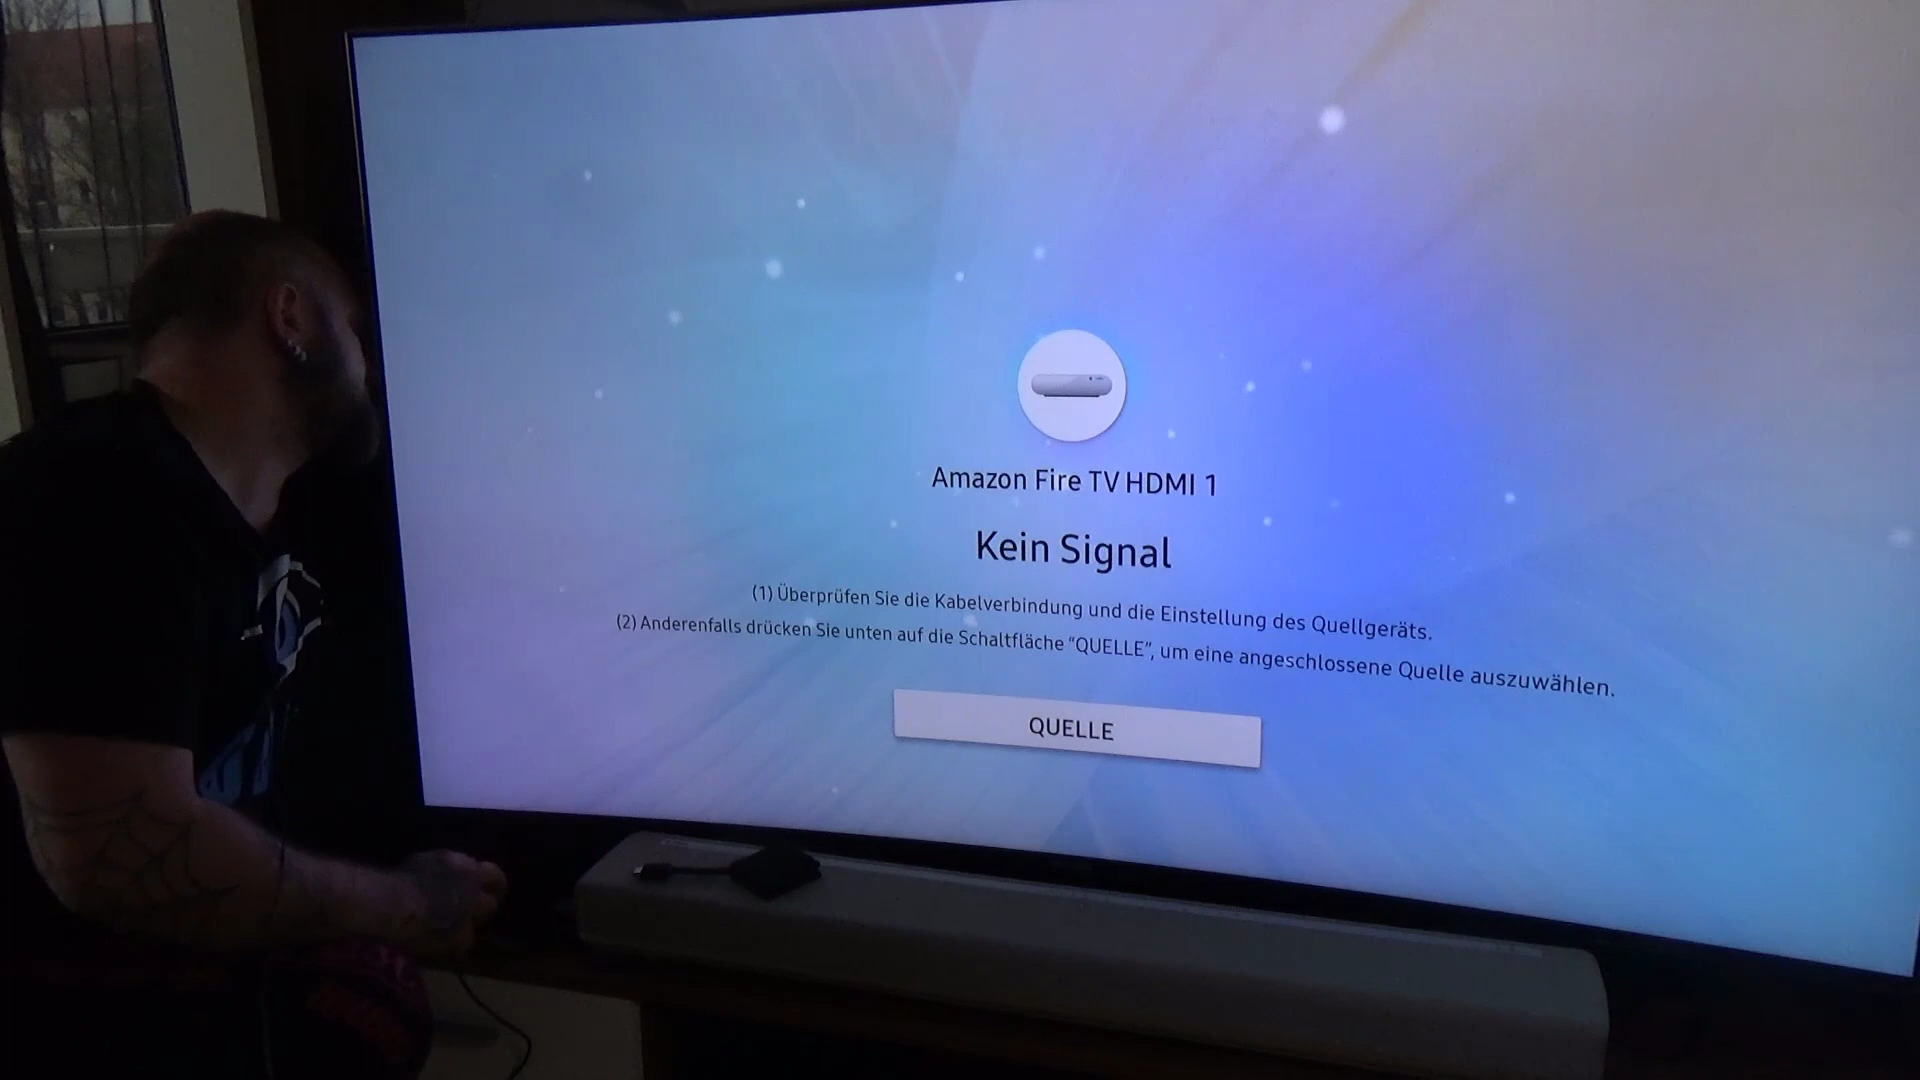 Amazon Fire TV HDMI 1
Kein Signal
(1) Überprüfen Sie die Kabelverbindung und die Einstellung des Quellgeräts.
(2) Anderenfalls drücken Sie unten auf die Schaltfläche "QUELLE", um eine angeschlossene Quelle auszuwählen.
QUELLE